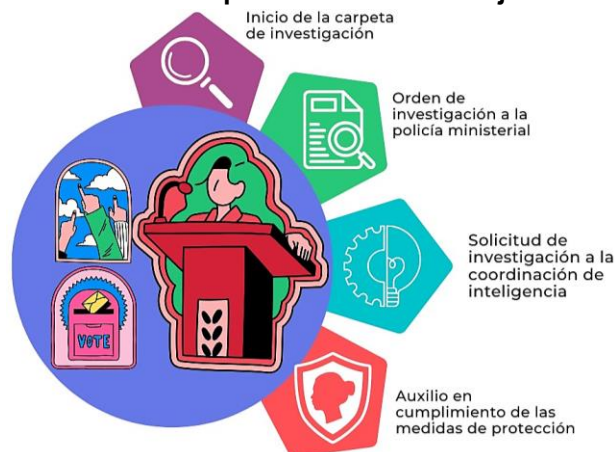 Inicio de la carpeta
de investigación
Orden de
investigación a la
policía ministerial
Solicitud de
investigación a la
coordinación de
inteligencia
VOTE
Auxilio en
cumplimiento de las
medidas de protección